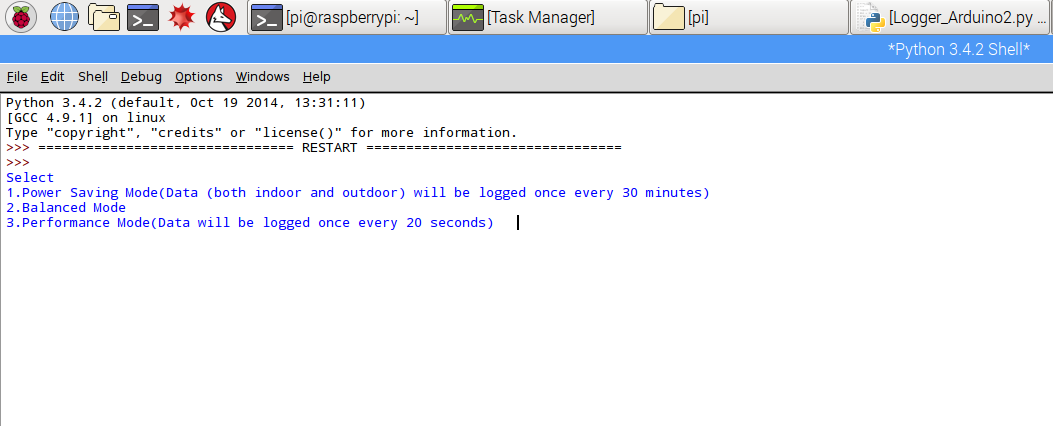 [pi@raspberrypi: ~]
[Task Manager]
[pi]
[Logger_Arduino2.py ...
*Python 3.4.2 Shell*
File Edit Shell Debug Options Windows Help
Python 3.4.2 (default, Oct 19 2014, 13:31:11)
[GCC 4.9.1] on linux
Type "copyright", "credits" or "license()" for more information.
>>> ================================ RESTART ================================
>>>
Select
1.Power Saving Mode(Data (both indoor and outdoor) will be logged once every 30 minutes)
2.Balanced Mode
3.Performance Mode(Data will be logged once every 20 seconds)